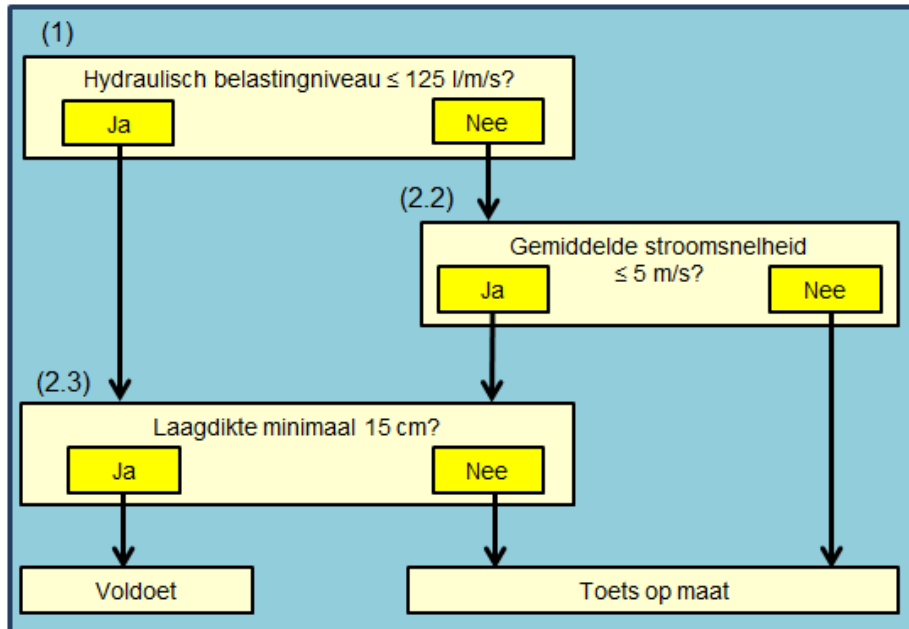 (1)
Hydraulisch belastingniveau ≤ 125 l/m/s?
Ja
Nee
(2.2)
Gemiddelde stroomsnelheid
≤ 5 m/s?
Ja
Nee
(2.3)
Laagdikte minimaal 15 cm?
Ja
Nee
Voldoet
Toets op maat